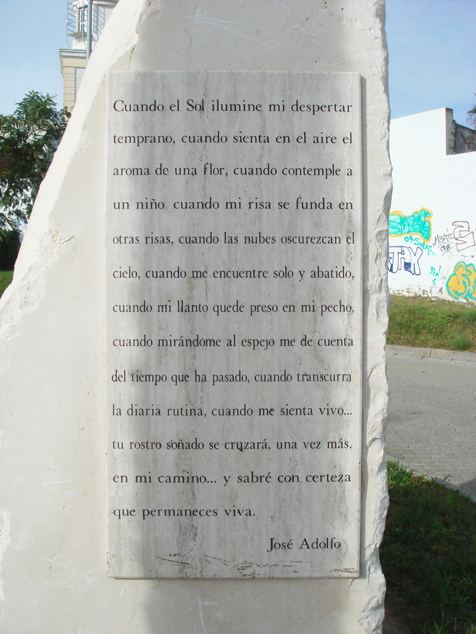 Cuando el Sol ilumine mi despertar
temprano, cuando sienta en el aire el
aroma de una flor, cuando contemple a
un niño, cuando mi risa se funda en
otras risas, cuando las nubes oscurezcan el
cielo, cuando me encuentre solo y abatido,
cuando mi llanto quede preso en mi pecho,
cuando mirándome al espejo me de cuenta
del tiempo que ha pasado, cuando transcurra
la diaria rutina, cuando me sienta vivo...
tu rostro soñado se cruzará, una vez más,
en mi camino... y sabré con certeza
que permaneces viva.
José Adolfo